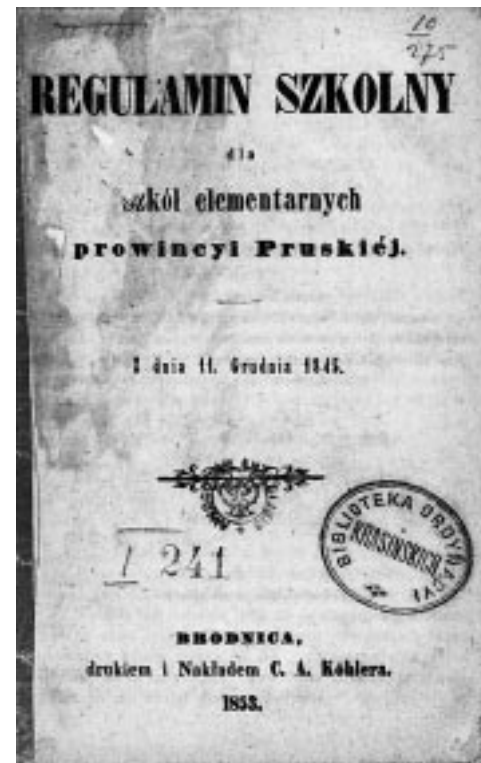 10
275
REGULAMIN SZKOLNY
dla
szkół elementarnych
prowincyi Pruskiéj.
Z dnia 11. Grudnia 1845.
I 241
BIBLIOTEKA ORDYNACYI
KRASIŃSKICH
BRODNICA,
drukiem i Nakładem C. A. Köhlera.
1853.